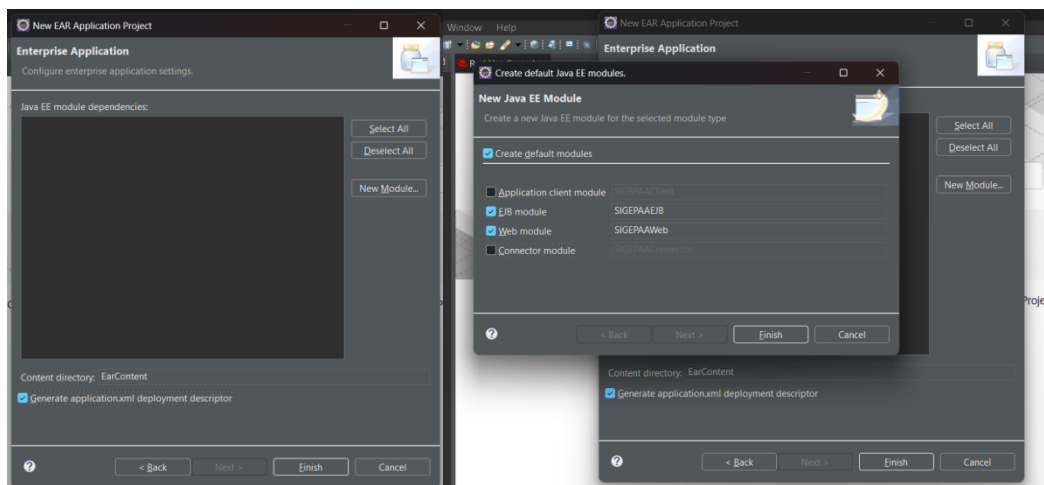 New EAR Application Project
Enterprise Application
Configure enterprise application settings.
Java EE module dependencies:
Select All
Deselect All
New Module...
Content directory: EarContent
Generate application.xml deployment descriptor
< Back Next > Finish Cancel
Window Help
New EAR Application Project
Enterprise Application
Create default Java EE modules.
New Java EE Module
Create a new Java EE module for the selected module type
Create default modules
Application client module SIGEPAAClient
EJB module SIGEPAAEJB
Web module SIGEPAAWeb
Connector module SIGEPAAConnector
< Back Next > Finish Cancel
Select All
Deselect All
New Module...
Content directory: EarContent
Generate application.xml deployment descriptor
< Back Next > Finish Cancel